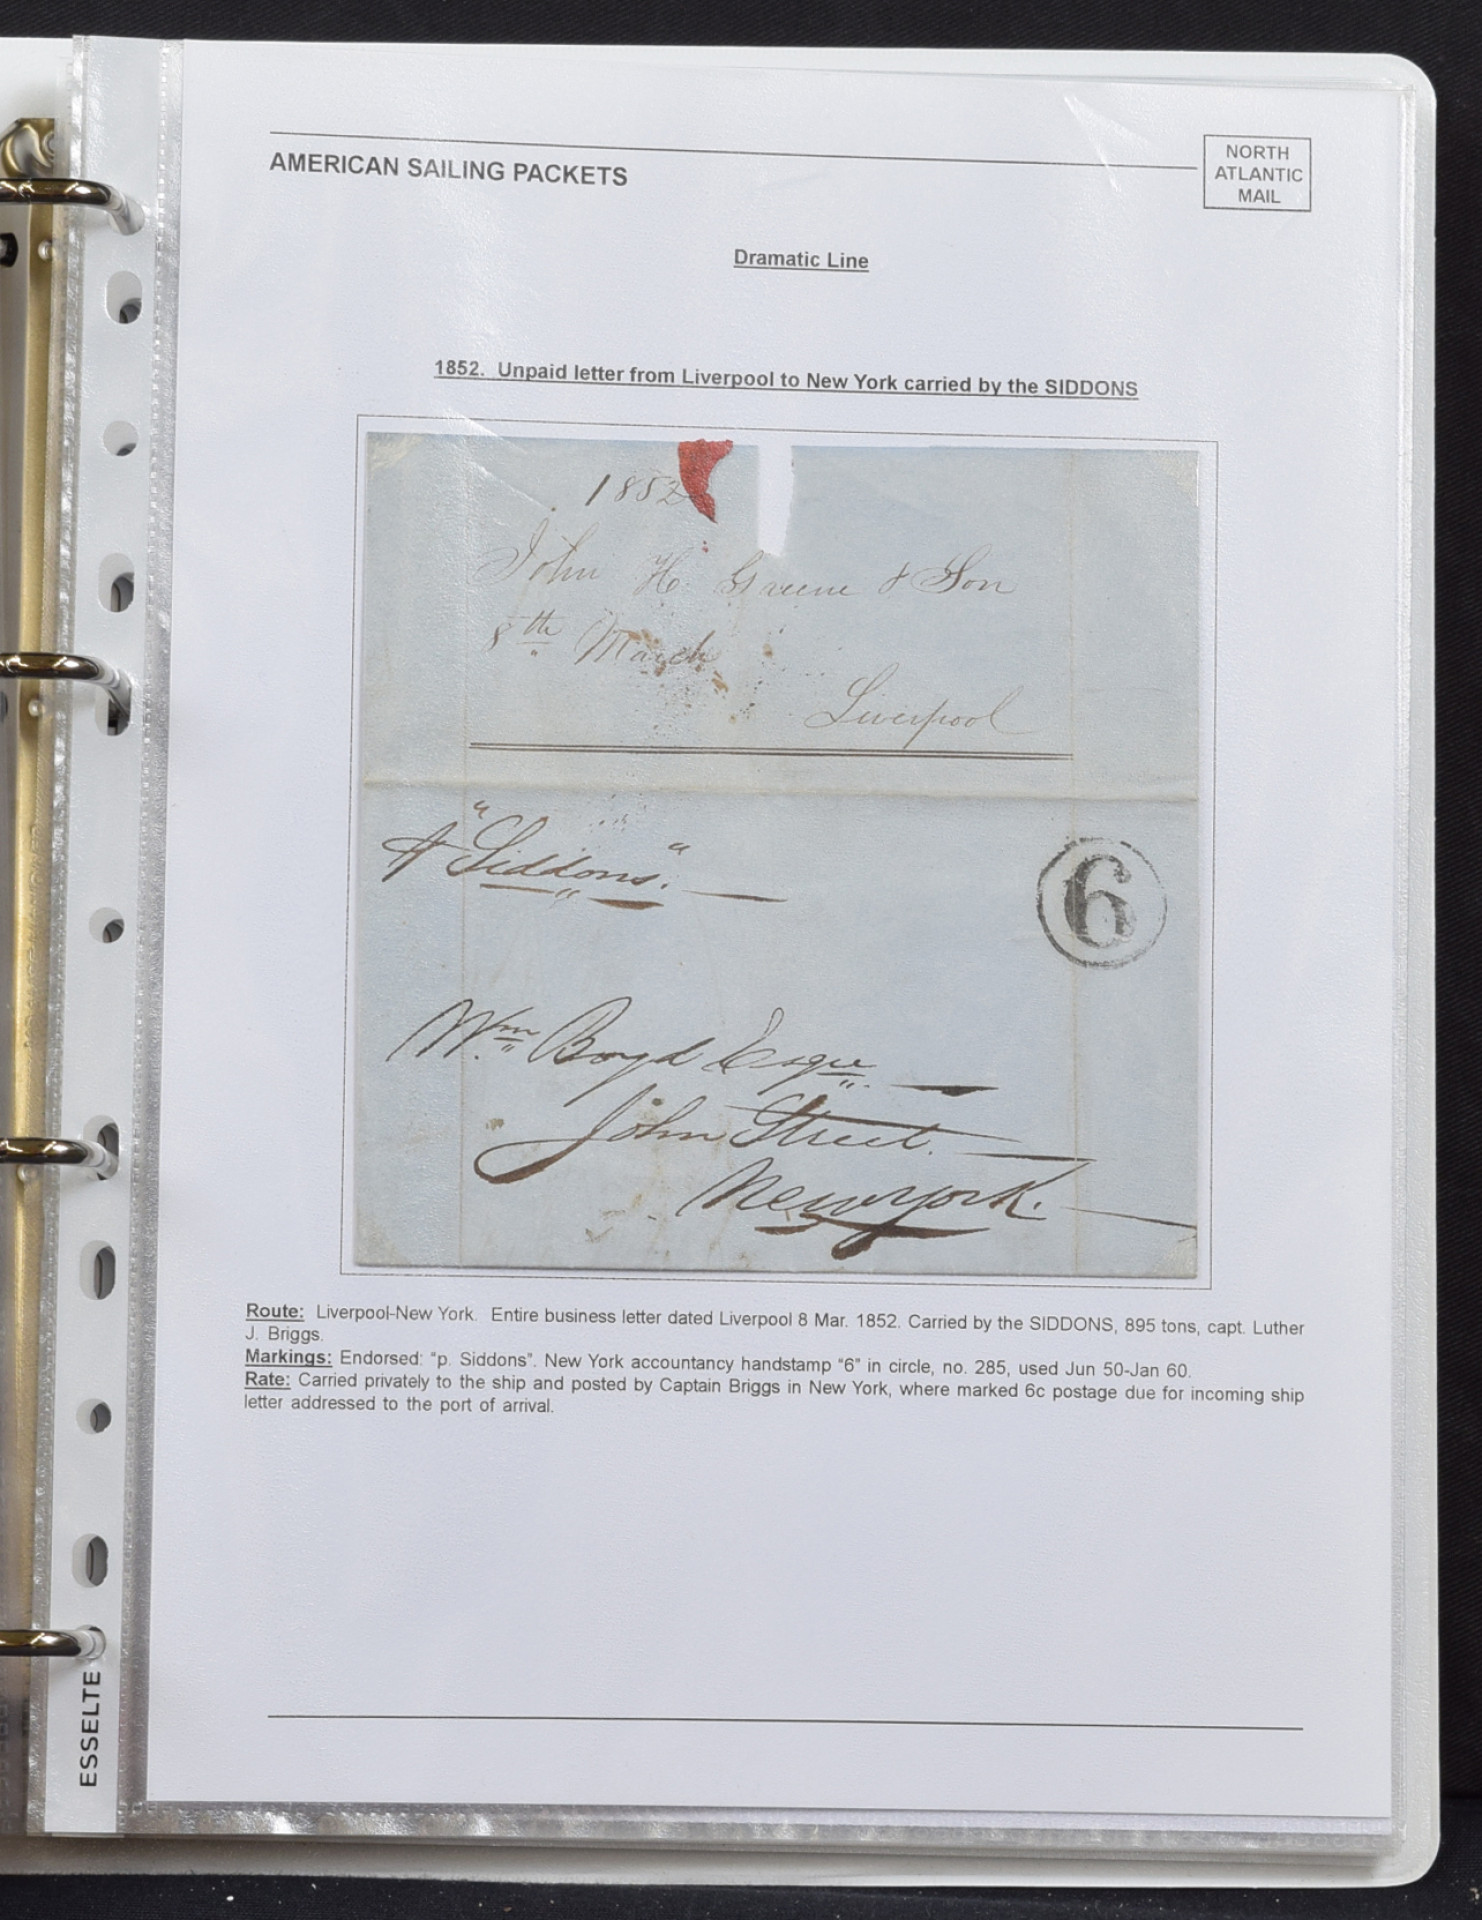 AMERICAN SAILING PACKETS
NORTH
ATLANTIC
MAIL
Dramatic Line
1852. Unpaid letter from Liverpool to New York carried by the SIDDONS
1852
John H. Greene & Son
8th March
Liverpool
p "Siddons."
6
Wm Boyd Esqre
John Street.
New York.
Route: Liverpool-New York. Entire business letter dated Liverpool 8 Mar. 1852. Carried by the SIDDONS, 895 tons, capt. Luther
J. Briggs.
Markings: Endorsed: "p. Siddons". New York accountancy handstamp "6" in circle, no. 285, used Jun 50-Jan 60.
Rate: Carried privately to the ship and posted by Captain Briggs in New York, where marked 6c postage due for incoming ship
letter addressed to the port of arrival.
ESSELTE